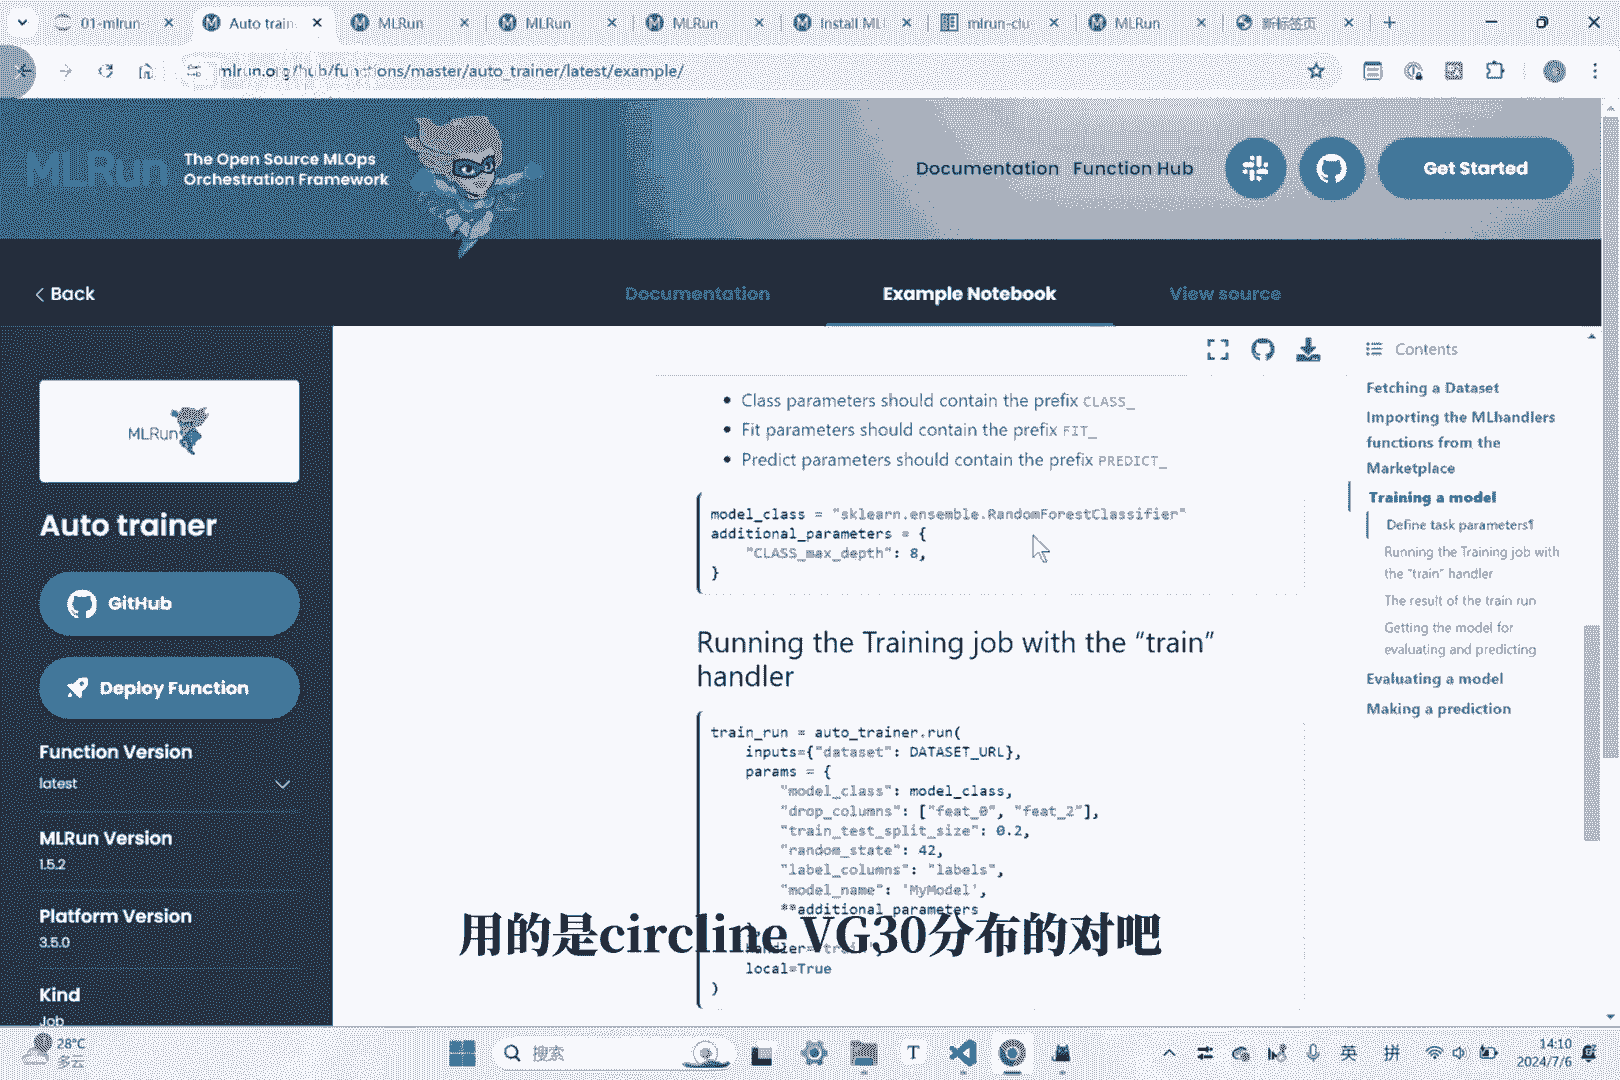 01-mlrun
Auto train
MLRun
MLRun
MLRun
Install ML
mlrun-clu
MLRun
新标签页
mlrun.org/hub/functions/master/auto_trainer/latest/example/
MLRun
The Open Source MLOps
Orchestration Framework
Documentation
Function Hub
Get Started
Back
Documentation
Example Notebook
View source
MLRun
Auto trainer
GitHub
Deploy Function
Function Version
latest
MLRun Version
1.5.2
Platform Version
3.5.0
Kind
Job
Class parameters should contain the prefix CLASS_
Fit parameters should contain the prefix FIT_
Predict parameters should contain the prefix PREDICT_
model_class = "sklearn.ensemble.RandomForestClassifier"
additional_parameters = {
"CLASS_max_depth": 8,
}
Running the Training job with the “train”
handler
train_run = auto_trainer.run(
inputs={"dataset": DATASET_URL},
params = {
"model_class": model_class,
"drop_columns": ["feat_0", "feat_2"],
"train_test_split_size": 0.2,
"random_state": 42,
"label_columns": "labels",
"model_name": 'MyModel',
**additional_parameters
handler='train',
local=True
)
用的是circline VG30分布的对吧
Contents
Fetching a Dataset
Importing the MLhandlers
functions from the
Marketplace
Training a model
Define task parameters¶
Running the Training job with
the “train” handler
The result of the train run
Getting the model for
evaluating and predicting
Evaluating a model
Making a prediction
28°C
多云
搜索
英
拼
14:10
2024/7/6